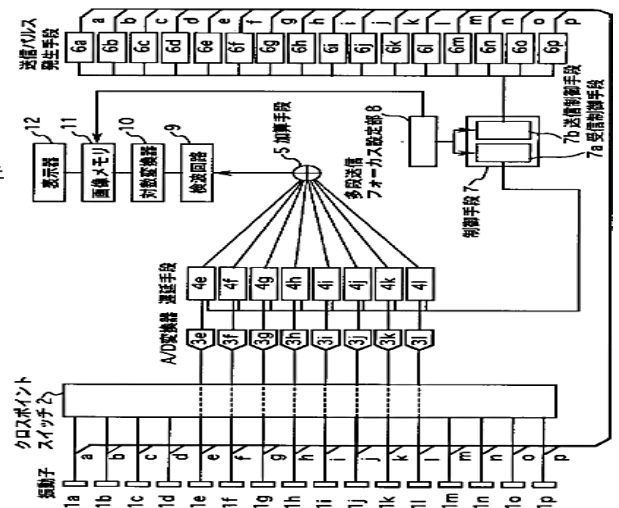 送信パルス
発生手段
6a 6b 6c 6d 6e 6f 6g 6h 6i 6j 6k 6l 6m 6n 6o 6p
a b c d e f g h i j k l m n o p
12 表示器
11 画像メモリ
10 対数変換器
9 検波回路
5 加算手段
多段送信
フォーカス設定部 8
制御手段 7
7b 送信制御手段
7a 受信制御手段
遅延手段
4e 4f 4g 4h 4i 4j 4k 4l
A/D変換器
3e 3f 3g 3h 3i 3j 3k 3l
クロスポイント
スイッチ 2
a b c d e f g h i j k l m n o p
振動子
1a 1b 1c 1d 1e 1f 1g 1h 1i 1j 1k 1l 1m 1n 1o 1p